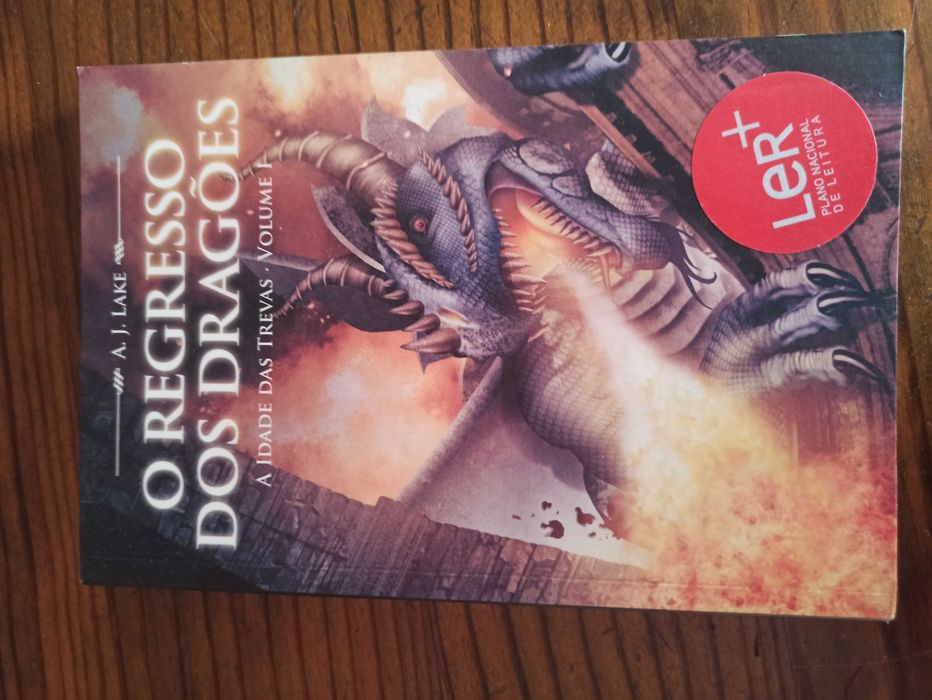 A. J. LAKE
O REGRESSO
DOS DRAGÕES
A IDADE DAS TREVAS · VOLUME I
LeR+
PLANO NACIONAL
DE LEITURA